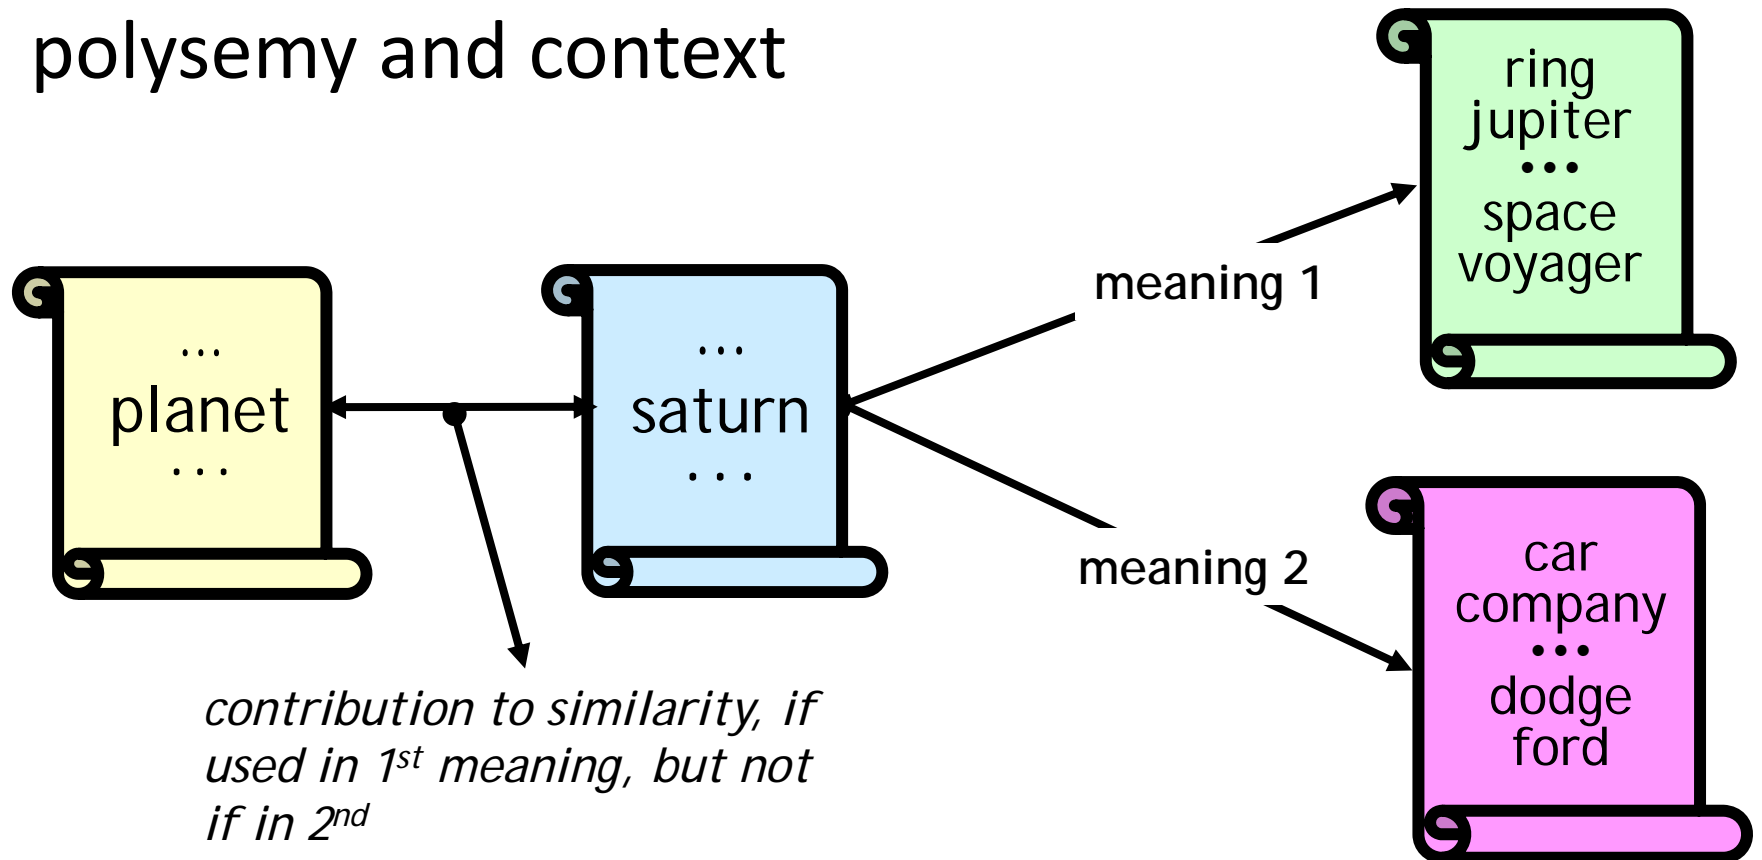 polysemy and context
ring
jupiter
•••
space
voyager
meaning 1
...
planet
...
...
saturn
...
meaning 2
car
company
•••
dodge
ford
contribution to similarity, if
used in 1st meaning, but not
if in 2nd